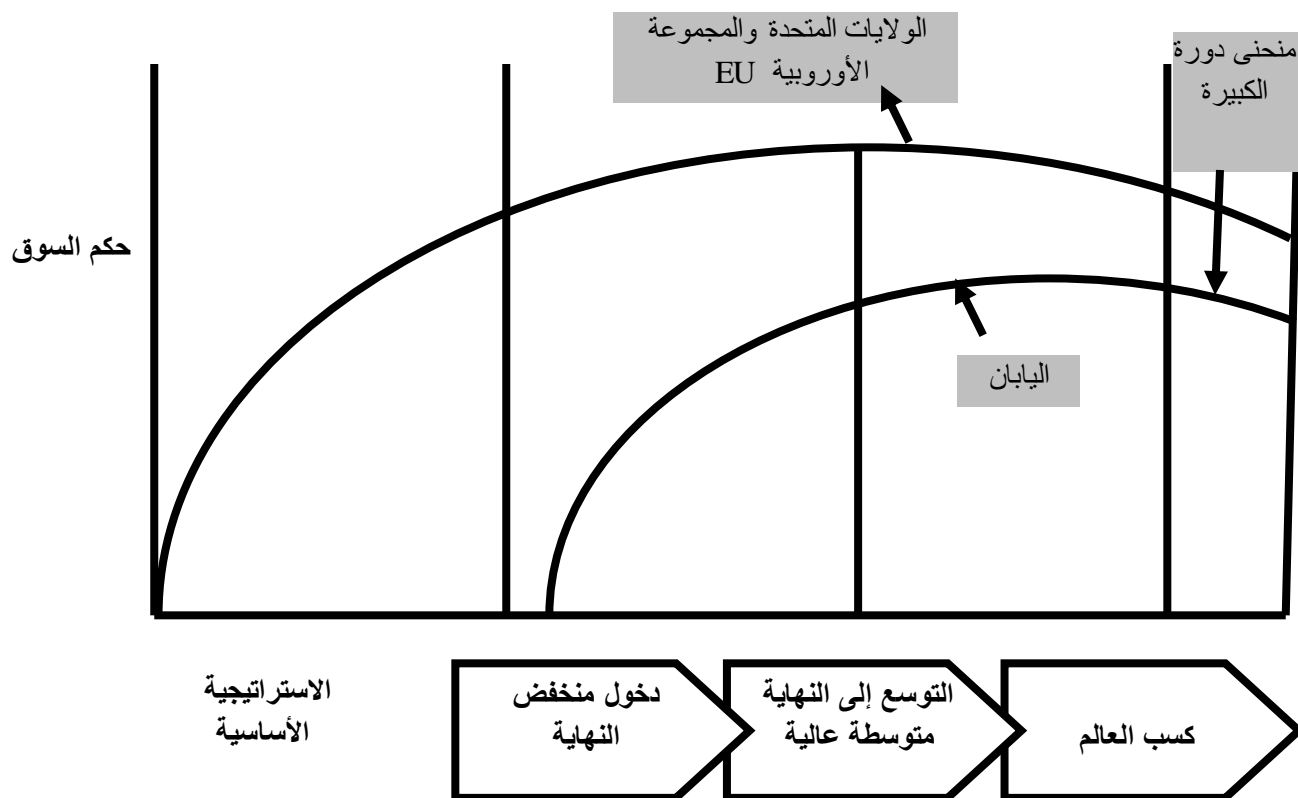 الولايات المتحدة والمجموعة
الأوروبية EU
منحنى دورة
الكبيرة
حكم السوق
اليابان
الاستراتيجية
الأساسية
دخول منخفض
النهاية
التوسع إلى النهاية
متوسطة عالية
كسب العالم